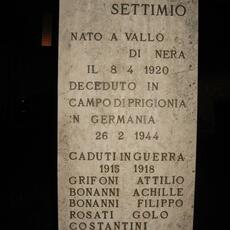 SETTIMIO
NATO A VALLO
DI NERA
IL 8 4 1920
DECEDUTO IN
CAMPO DI PRIGIONIA
IN GERMANIA
26 2 1944
CADUTI IN GUERRA
1915 1918
GRIFONI ATTILIO
BONANNI ACHILLE
BONANNI FILIPPO
ROSATI GOLO
COSTANTINI